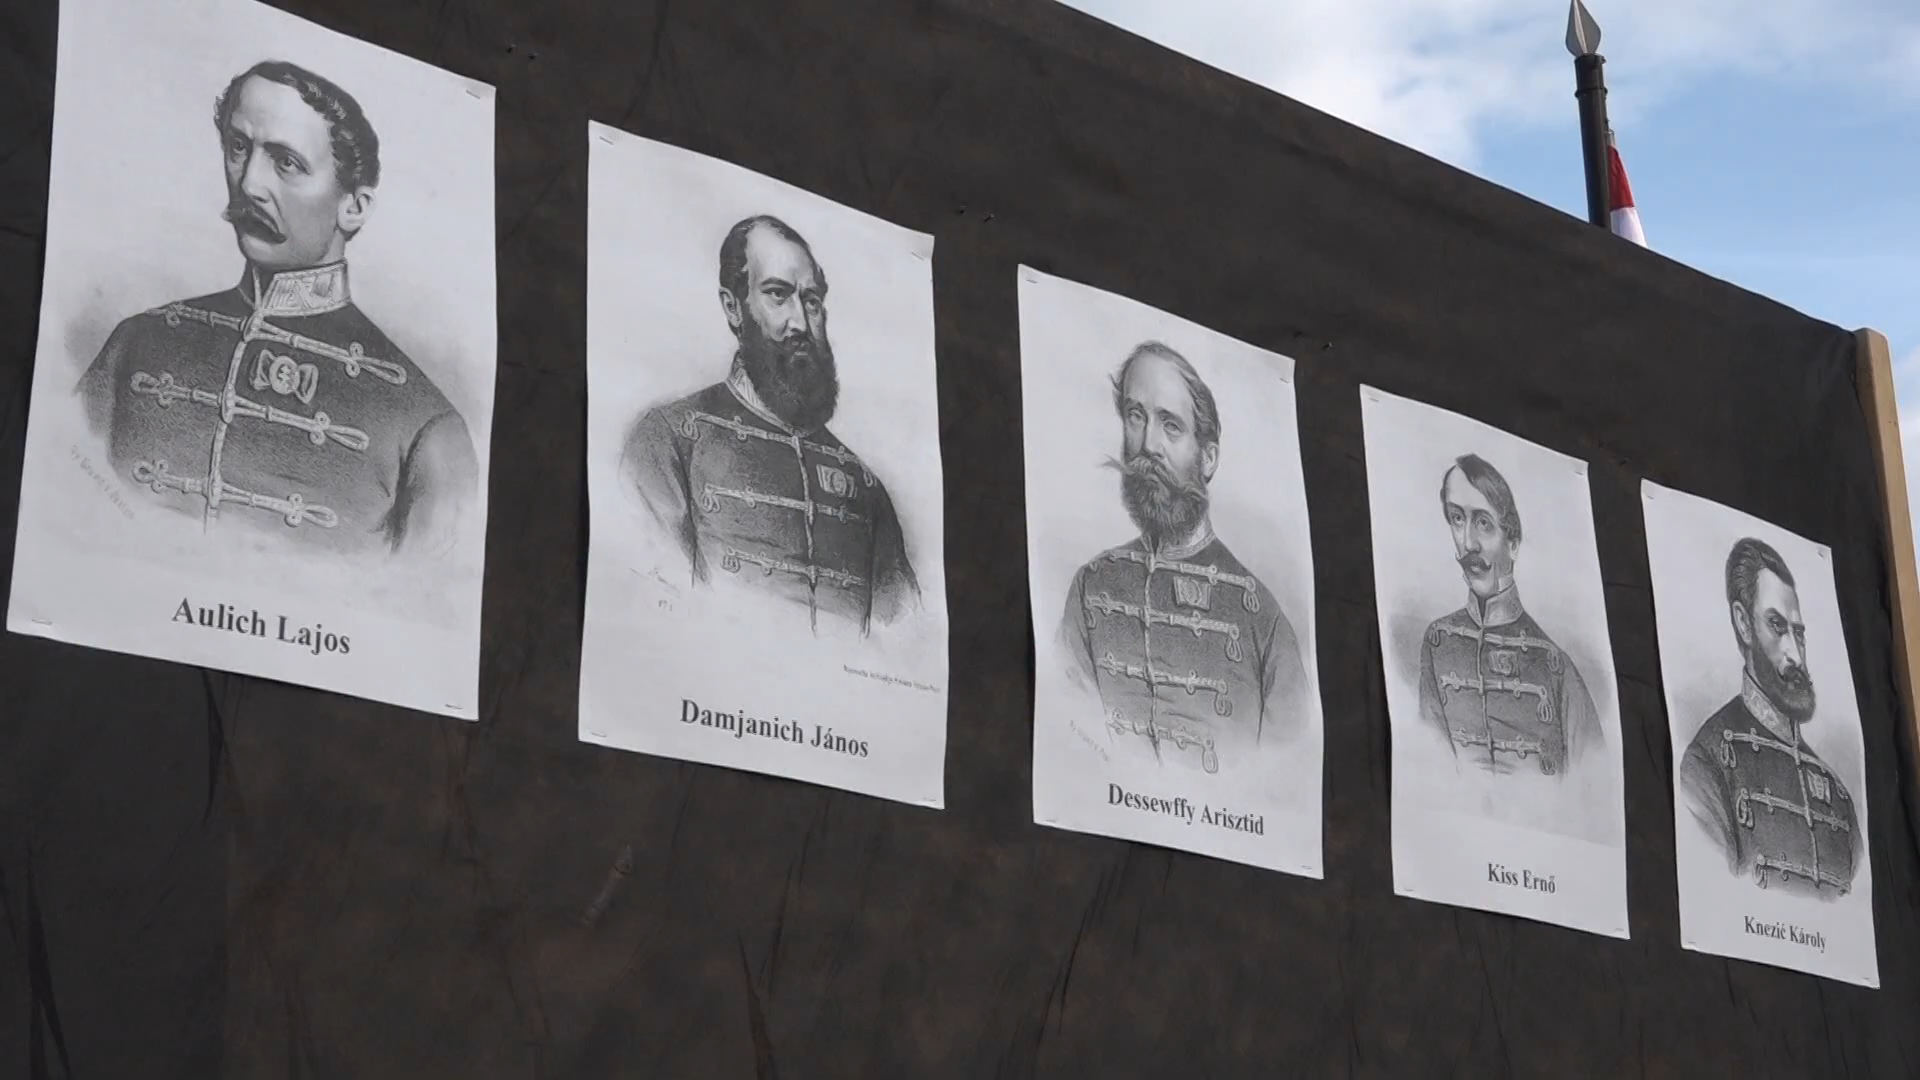 Aulich Lajos
Damjanich János
Dessewffy Arisztid
Kiss Ernő
Knezić Károly